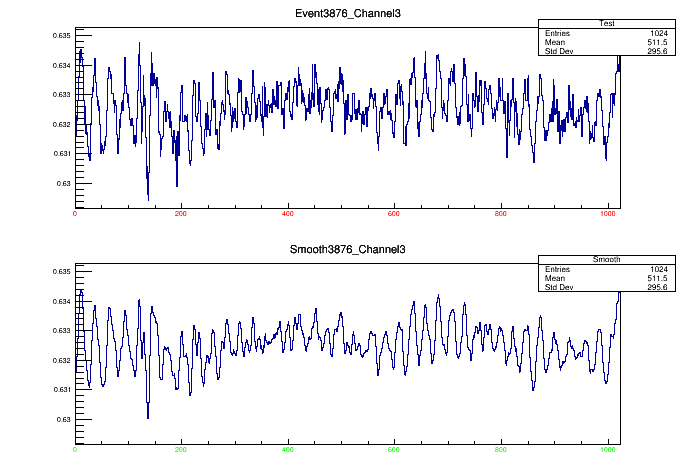 Event3876_Channel3
Test
Entries 1024
Mean 511.5
Std Dev 295.6
0.635
0.634
0.633
0.632
0.631
0.63
0 200 400 600 800 1000
Smooth3876_Channel3
Smooth
Entries 1024
Mean 511.5
Std Dev 295.6
0.635
0.634
0.633
0.632
0.631
0.63
0 200 400 600 800 1000